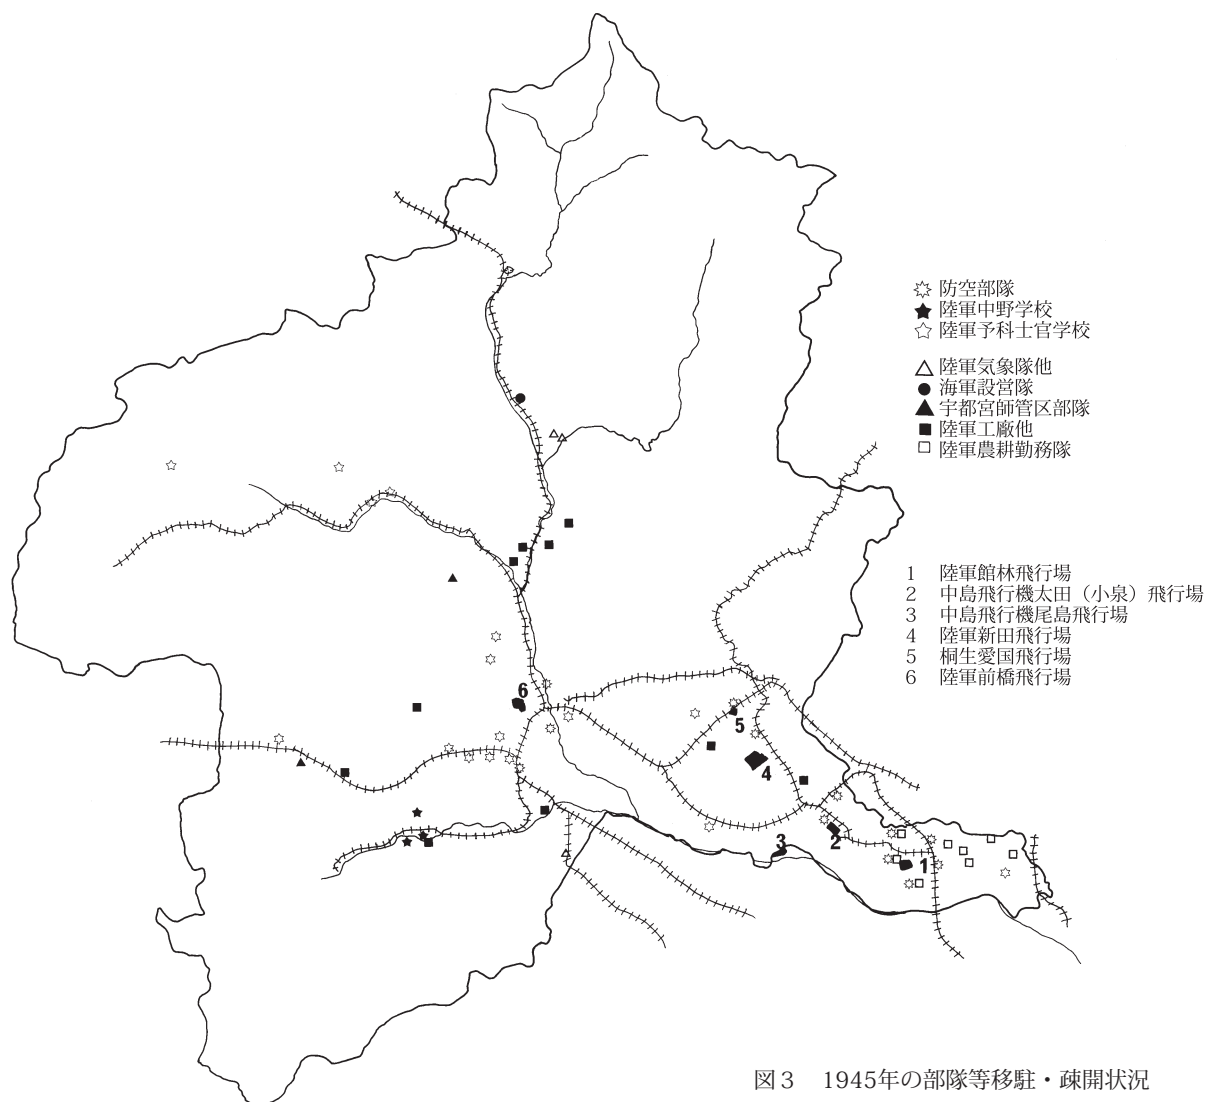 防空部隊
陸軍中野学校
陸軍予科士官学校
陸軍気象隊他
海軍設営隊
宇都宮師管区部隊
陸軍工廠他
陸軍農耕勤務隊
1 陸軍館林飛行場
2 中島飛行機太田（小泉）飛行場
3 中島飛行機尾島飛行場
4 陸軍新田飛行場
5 桐生愛国飛行場
6 陸軍前橋飛行場
6
5
4
3
2
1
図３　1945年の部隊等移駐・疎開状況